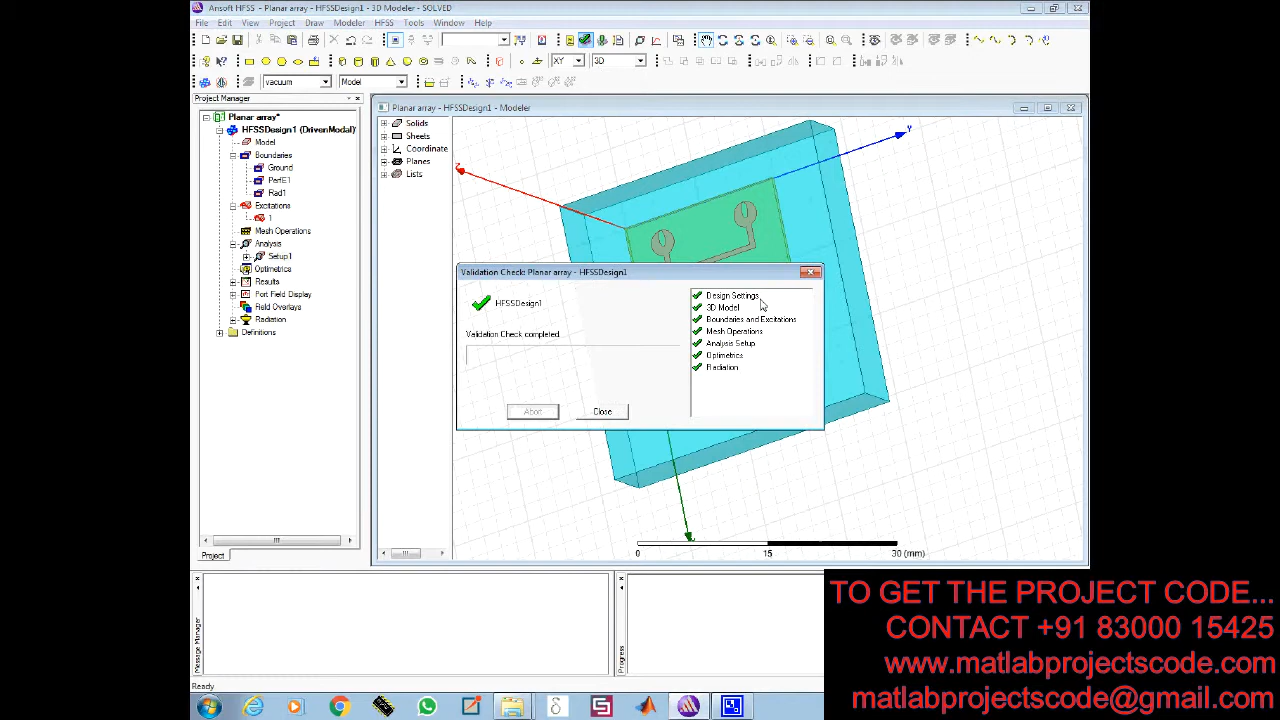 Ansoft HFSS - Planar array - HFSSDesign1 - 3D Modeler - SOLVED
File Edit View Project Draw Modeler HFSS Tools Window Help
XY 3D
vacuum Model
Project Manager
Planar array*
HFSSDesign1 (DrivenModal)
Model
Boundaries
Ground
PerfE1
Rad1
Excitations
1
Mesh Operations
Analysis
Setup1
Optimetrics
Results
Port Field Display
Field Overlays
Radiation
Definitions
Project
Planar array - HFSSDesign1 - Modeler
Solids
Sheets
Coordinate
Planes
Lists
Y
Z
Validation Check: Planar array - HFSSDesign1
HFSSDesign1
Validation Check completed.
Abort Close
Design Settings
3D Model
Boundaries and Excitations
Mesh Operations
Analysis Setup
Optimetrics
Radiation
0 15 30 (mm)
Message Manager
Progress
Ready
TO GET THE PROJECT CODE...
CONTACT +91 83000 15425
www.matlabprojectscode.com
matlabprojectscode@gmail.com